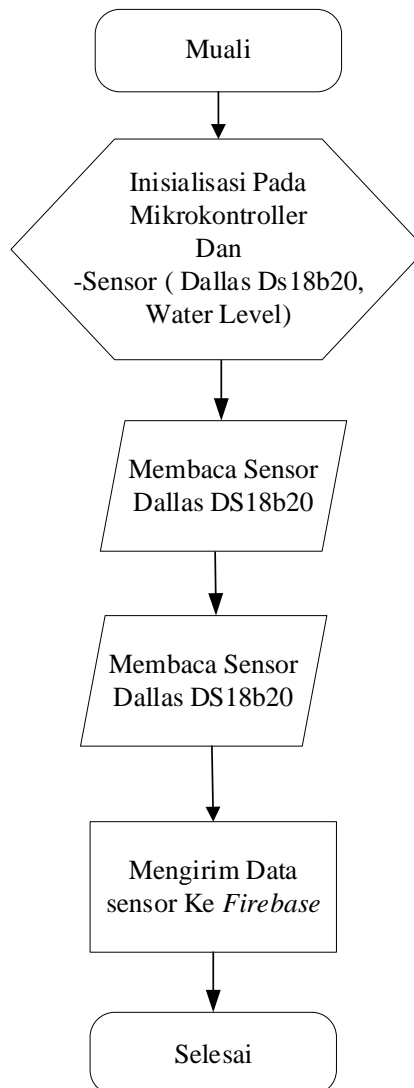 Muali
Inisialisasi Pada
Mikrokontroller
Dan
-Sensor ( Dallas Ds18b20,
Water Level)
Membaca Sensor
Dallas DS18b20
Membaca Sensor
Dallas DS18b20
Mengirim Data
sensor Ke Firebase
Selesai